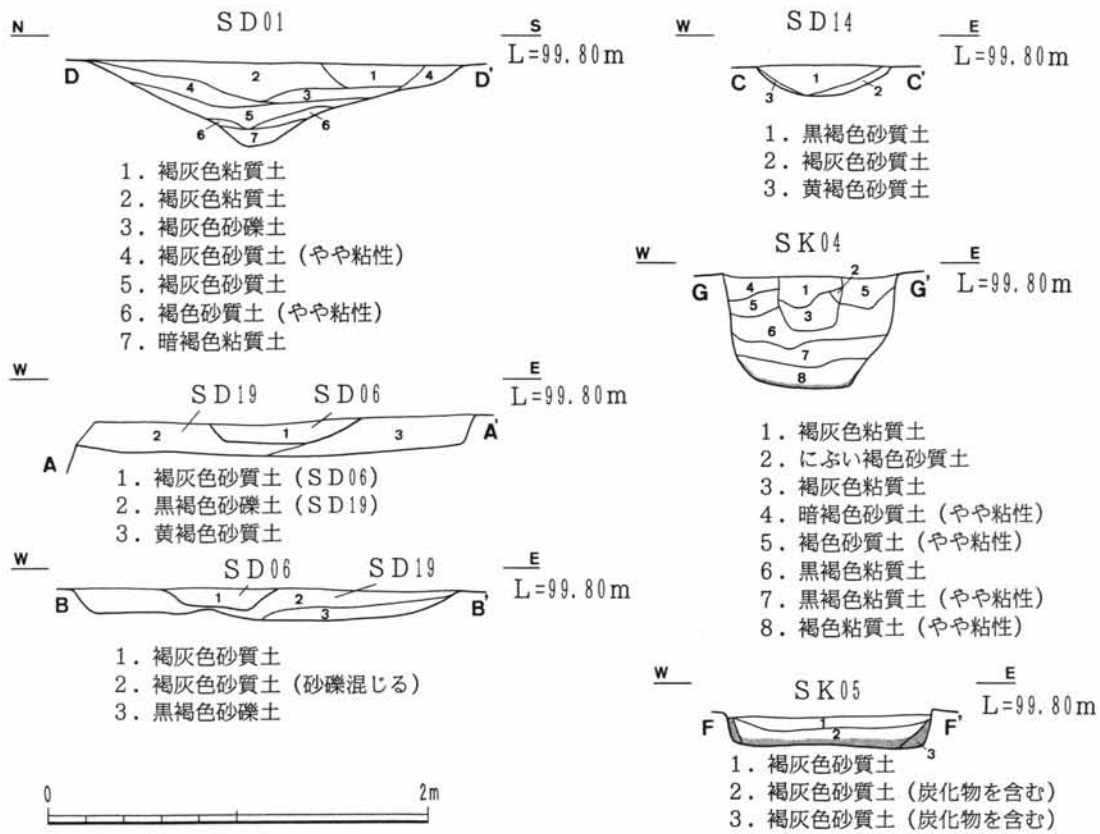 SD01
N
S
L=99.80m
D
D'
2
1
4
4
3
5
6
6
7
1．褐灰色粘質土
2．褐灰色粘質土
3．褐灰色砂礫土
4．褐灰色砂質土（やや粘性）
5．褐灰色砂質土
6．褐色砂質土（やや粘性）
7．暗褐色粘質土
W
E
L=99.80m
SD19
SD06
A
A'
2
1
3
1．褐灰色砂質土（SD06）
2．黒褐色砂礫土（SD19）
3．黄褐色砂質土
W
E
L=99.80m
SD06
SD19
B
B'
1
2
3
1．褐灰色砂質土
2．褐灰色砂質土（砂礫混じる）
3．黒褐色砂礫土
0
2m
SD14
W
E
L=99.80m
C
C'
1
3
2
1．黒褐色砂質土
2．褐灰色砂質土
3．黄褐色砂質土
SK04
W
E
L=99.80m
G
G'
2
4
1
5
5
3
6
7
8
1．褐灰色粘質土
2．にぶい褐色砂質土
3．褐灰色粘質土
4．暗褐色砂質土（やや粘性）
5．褐色砂質土（やや粘性）
6．黒褐色粘質土
7．黒褐色粘質土（やや粘性）
8．褐色粘質土（やや粘性）
W
E
SK05
L=99.80m
F
F'
1
2
3
1．褐灰色砂質土
2．褐灰色砂質土（炭化物を含む）
3．褐灰色砂質土（炭化物を含む）